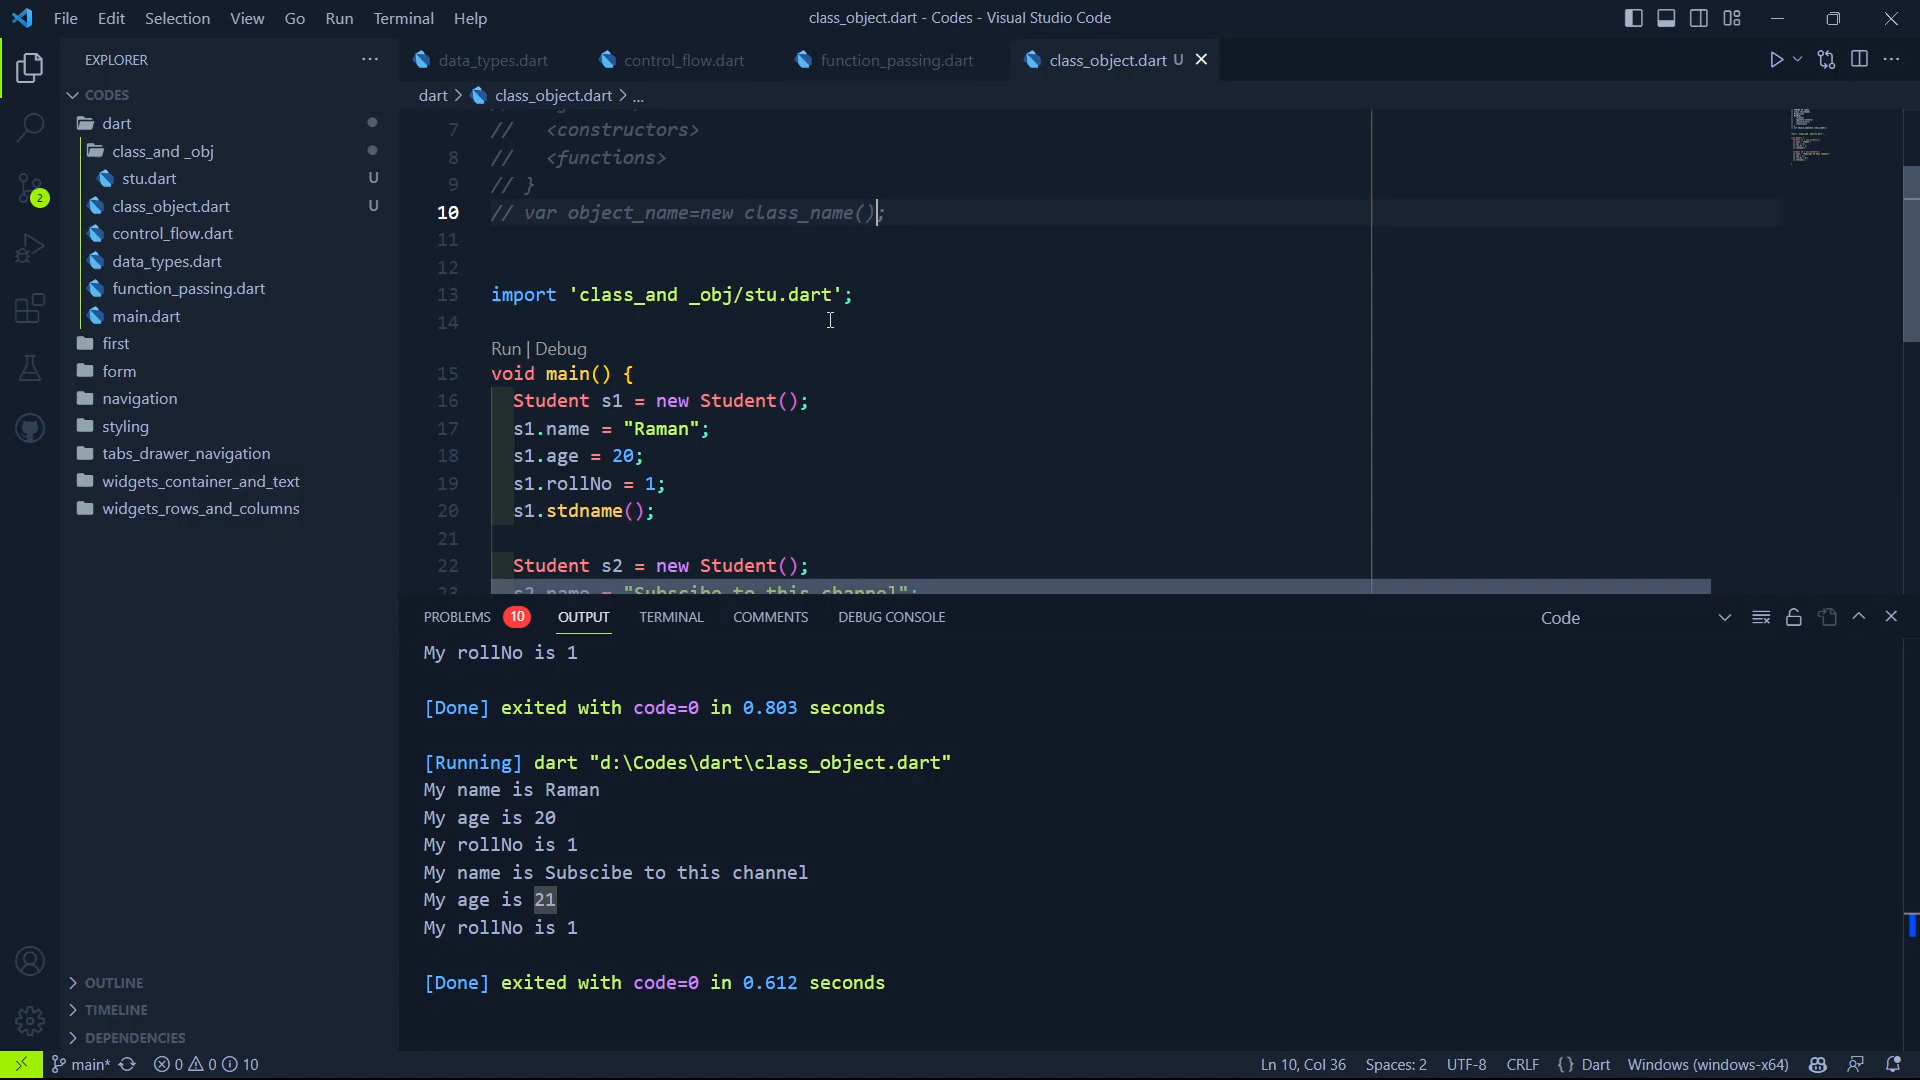 File Edit Selection View Go Run Terminal Help
class_object.dart - Codes - Visual Studio Code
EXPLORER
data_types.dart
control_flow.dart
function_passing.dart
class_object.dart U
CODES
dart > class_object.dart > ...
dart
class_and _obj
stu.dart U
class_object.dart U
control_flow.dart
data_types.dart
function_passing.dart
main.dart
first
form
navigation
styling
tabs_drawer_navigation
widgets_container_and_text
widgets_rows_and_columns
2
7 // <constructors>
8 // <functions>
9 // }
10 // var object_name=new class_name();
11
12
13 import 'class_and _obj/stu.dart';
14
Run | Debug
15 void main() {
16 Student s1 = new Student();
17 s1.name = "Raman";
18 s1.age = 20;
19 s1.rollNo = 1;
20 s1.stdname();
21
22 Student s2 = new Student();
23 s2.name = "Subscibe to this channel";
PROBLEMS 10 OUTPUT TERMINAL COMMENTS DEBUG CONSOLE
Code
My rollNo is 1
[Done] exited with code=0 in 0.803 seconds
[Running] dart "d:\Codes\dart\class_object.dart"
My name is Raman
My age is 20
My rollNo is 1
My name is Subscibe to this channel
My age is 21
My rollNo is 1
[Done] exited with code=0 in 0.612 seconds
OUTLINE
TIMELINE
DEPENDENCIES
main* 0 0 10
Ln 10, Col 36 Spaces: 2 UTF-8 CRLF {} Dart Windows (windows-x64)